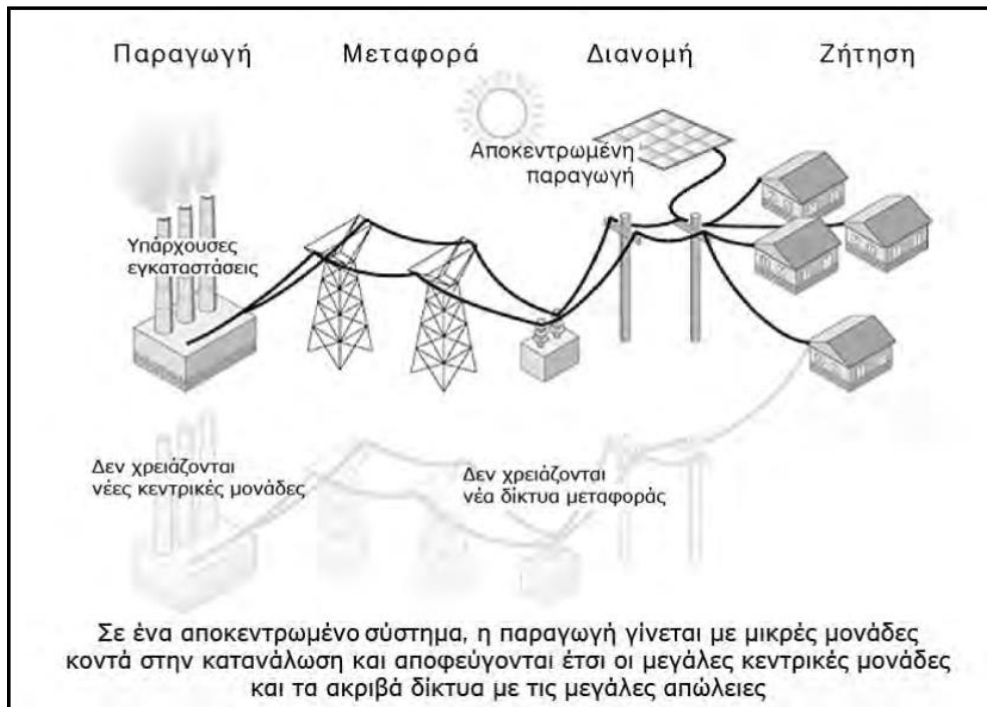 Παραγωγή Μεταφορά Διανομή Ζήτηση
Αποκεντρωμένη
παραγωγή
Υπάρχουσες
εγκαταστάσεις
Δεν χρειάζονται
νέες κεντρικές μονάδες
Δεν χρειάζονται
νέα δίκτυα μεταφοράς
Σε ένα αποκεντρωμένο σύστημα, η παραγωγή γίνεται με μικρές μονάδες
κοντά στην κατανάλωση και αποφεύγονται έτσι οι μεγάλες κεντρικές μονάδες
και τα ακριβά δίκτυα με τις μεγάλες απώλειες